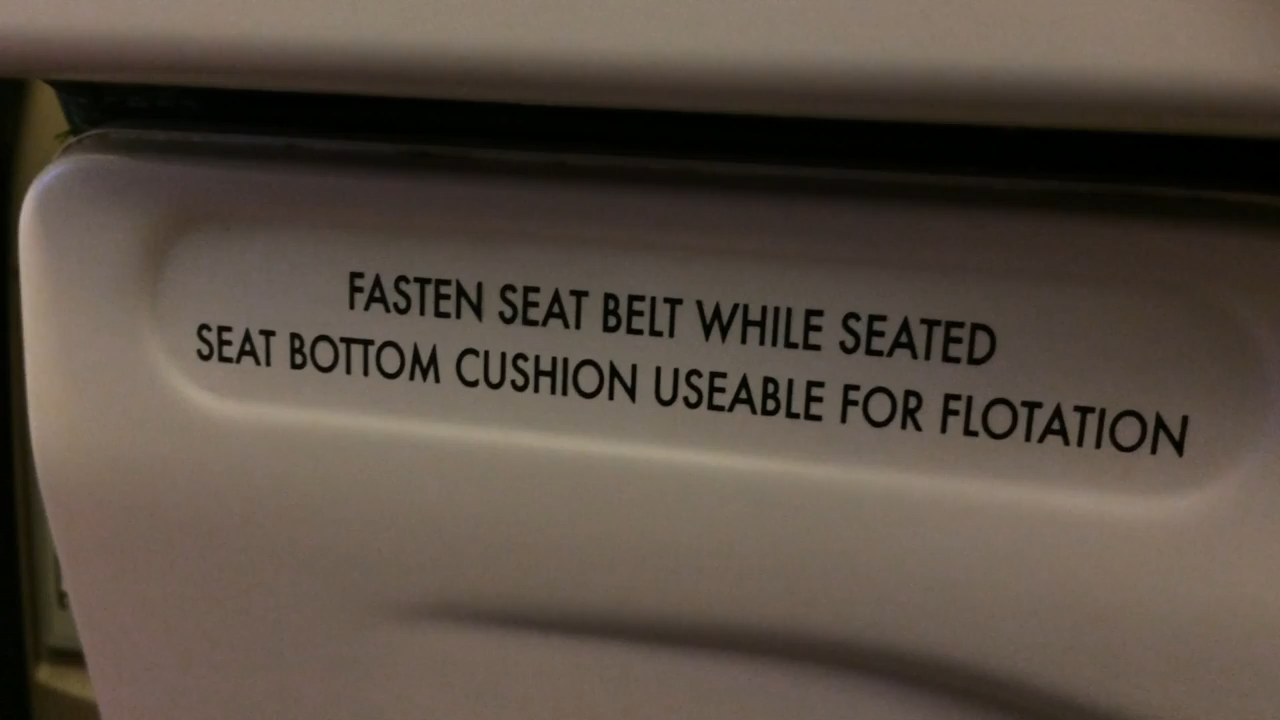 FASTEN SEAT BELT WHILE SEATED
SEAT BOTTOM CUSHION USEABLE FOR FLOTATION